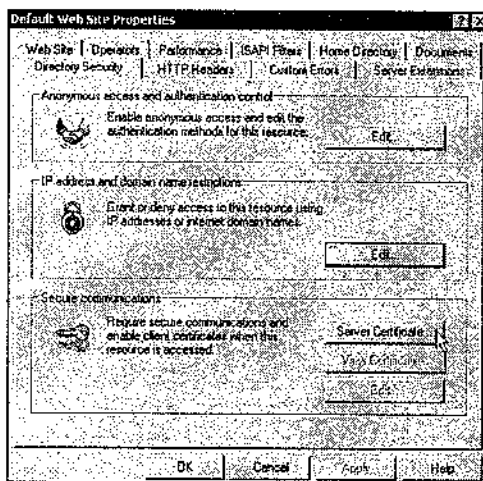 Default Web Site Properties
Web Site | Operators | Performance | ISAPI Filters | Home Directory | Documents
Directory Security | HTTP Headers | Custom Errors | Server Extensions
Anonymous access and authentication control
Enable anonymous access and edit the
authentication methods for this resource.
Edit...
IP address and domain name restrictions
Grant or deny access to this resource using
IP addresses or internet domain names.
Edit...
Secure communications
Require secure communications and
enable client certificates when this
resource is accessed.
Server Certificate...
View Certificate...
Edit...
OK
Cancel
Apply
Help